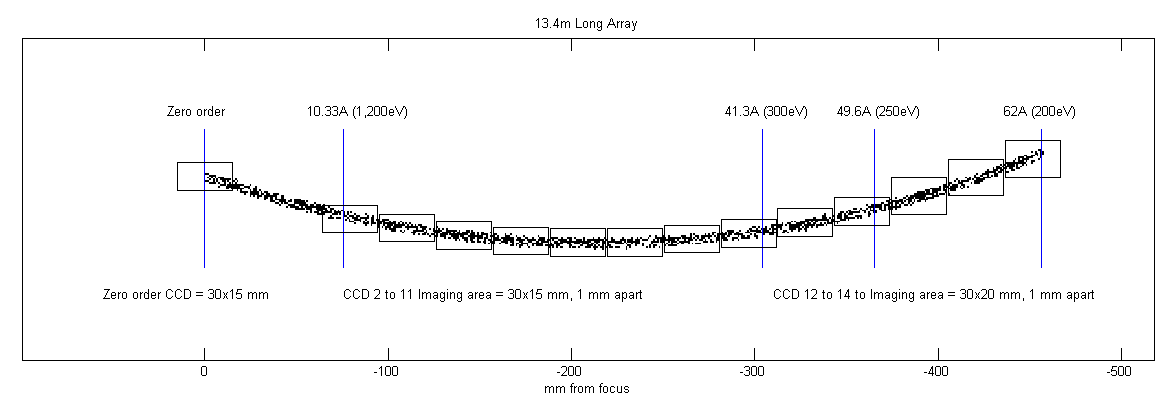 13.4m Long Array
Zero order
10.33A (1,200eV)
41.3A (300eV)
49.6A (250eV)
62A (200eV)
Zero order CCD = 30x15 mm
CCD 2 to 11 Imaging area = 30x15 mm, 1 mm apart
CCD 12 to 14 to Imaging area = 30x20 mm, 1 mm apart
0
-100
-200
-300
-400
-500
mm from focus